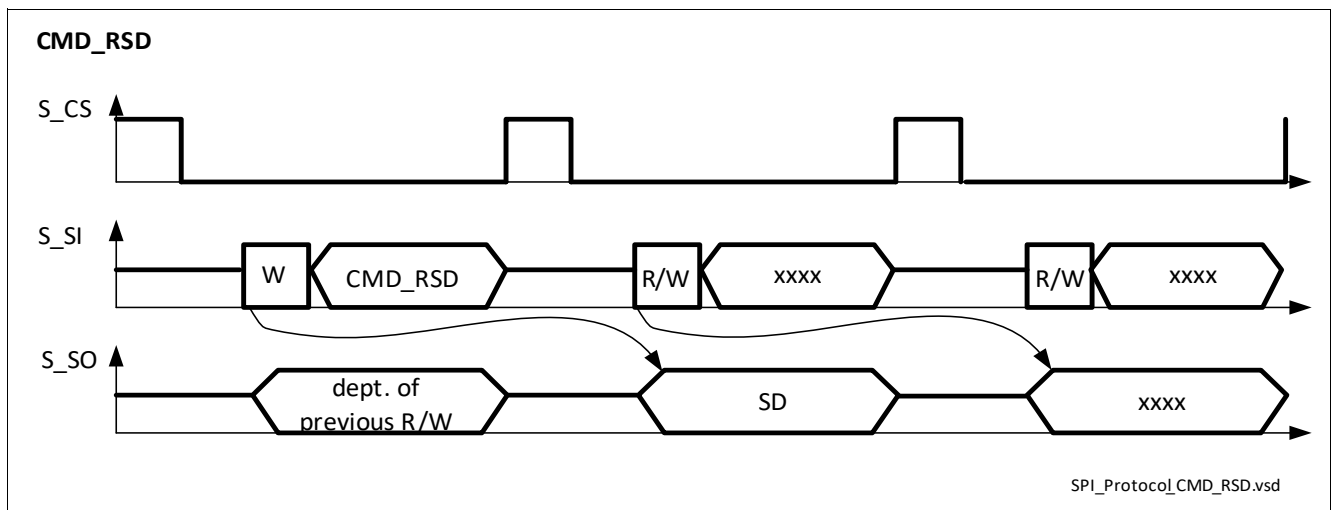 CMD_RSD
S_CS
S_SI
W
CMD_RSD
R/W
xxxx
R/W
xxxx
S_SO
dept. of
previous R/W
SD
xxxx
SPI_Protocol_CMD_RSD.vsd